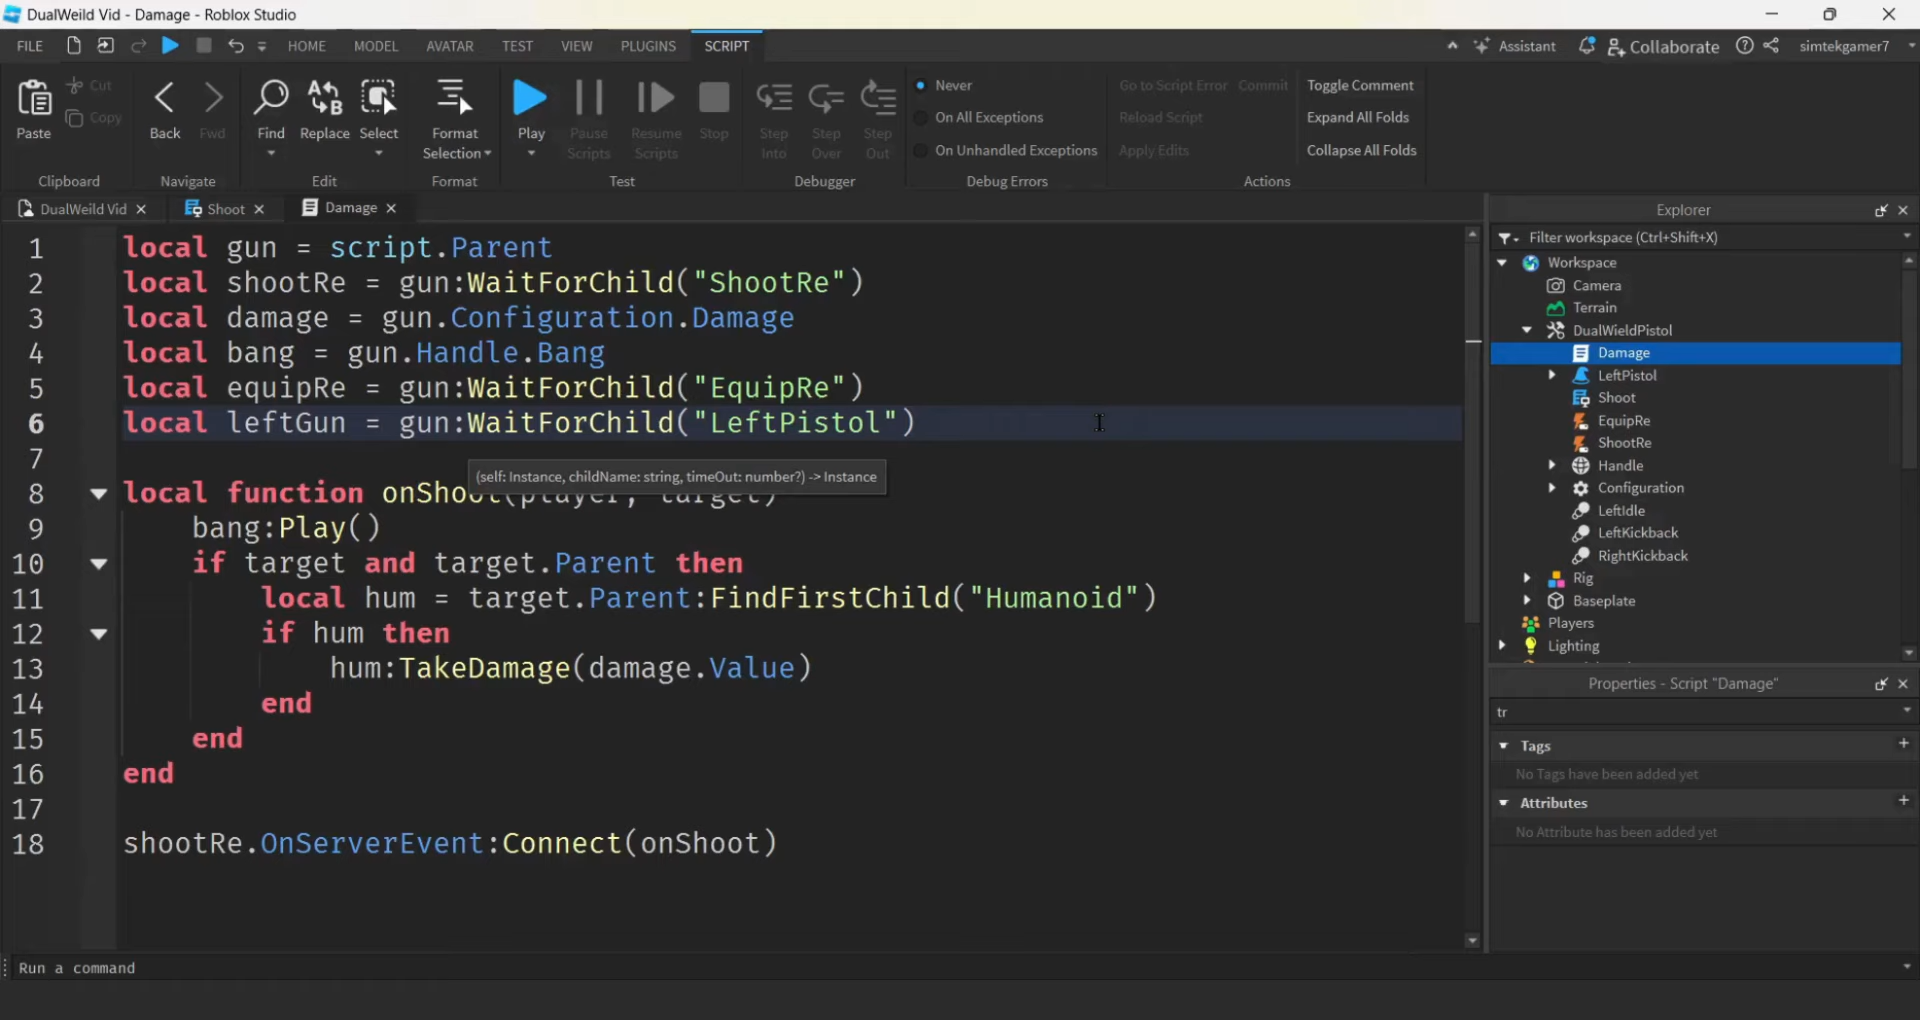 DualWeild Vid - Damage - Roblox Studio
FILE HOME MODEL AVATAR TEST VIEW PLUGINS SCRIPT Assistant Collaborate simtekgamer7
Paste Cut Copy
Clipboard
Back Fwd
Navigate
Find Replace Select
Edit
Format Selection
Format
Play Pause Scripts Resume Scripts Stop
Test
Step Into Step Over Step Out
Debugger
Never
On All Exceptions
On Unhandled Exceptions
Debug Errors
Go to Script Error Commit
Reload Script
Apply Edits
Toggle Comment
Expand All Folds
Collapse All Folds
Actions
DualWeild Vid Shoot Damage
1 local gun = script.Parent
2 local shootRe = gun:WaitForChild("ShootRe")
3 local damage = gun.Configuration.Damage
4 local bang = gun.Handle.Bang
5 local equipRe = gun:WaitForChild("EquipRe")
6 local leftGun = gun:WaitForChild("LeftPistol")
7
(self: Instance, childName: string, timeOut: number?) -> Instance
8 local function onShoot(player, target)
9 bang:Play()
10 if target and target.Parent then
11 local hum = target.Parent:FindFirstChild("Humanoid")
12 if hum then
13 hum:TakeDamage(damage.Value)
14 end
15 end
16 end
17
18 shootRe.OnServerEvent:Connect(onShoot)
Run a command
Explorer
Filter workspace (Ctrl+Shift+X)
Workspace
Camera
Terrain
DualWieldPistol
Damage
LeftPistol
Shoot
EquipRe
ShootRe
Handle
Configuration
LeftIdle
LeftKickback
RightKickback
Rig
Baseplate
Players
Lighting
Properties - Script "Damage"
tr
Tags
No Tags have been added yet
Attributes
No Attribute has been added yet